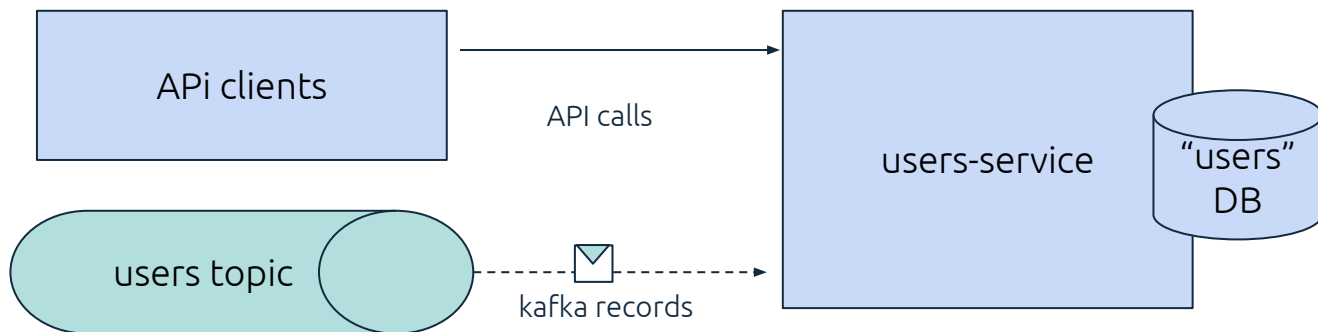 APi clients
API calls
users-service
“users”
DB
users topic
kafka records